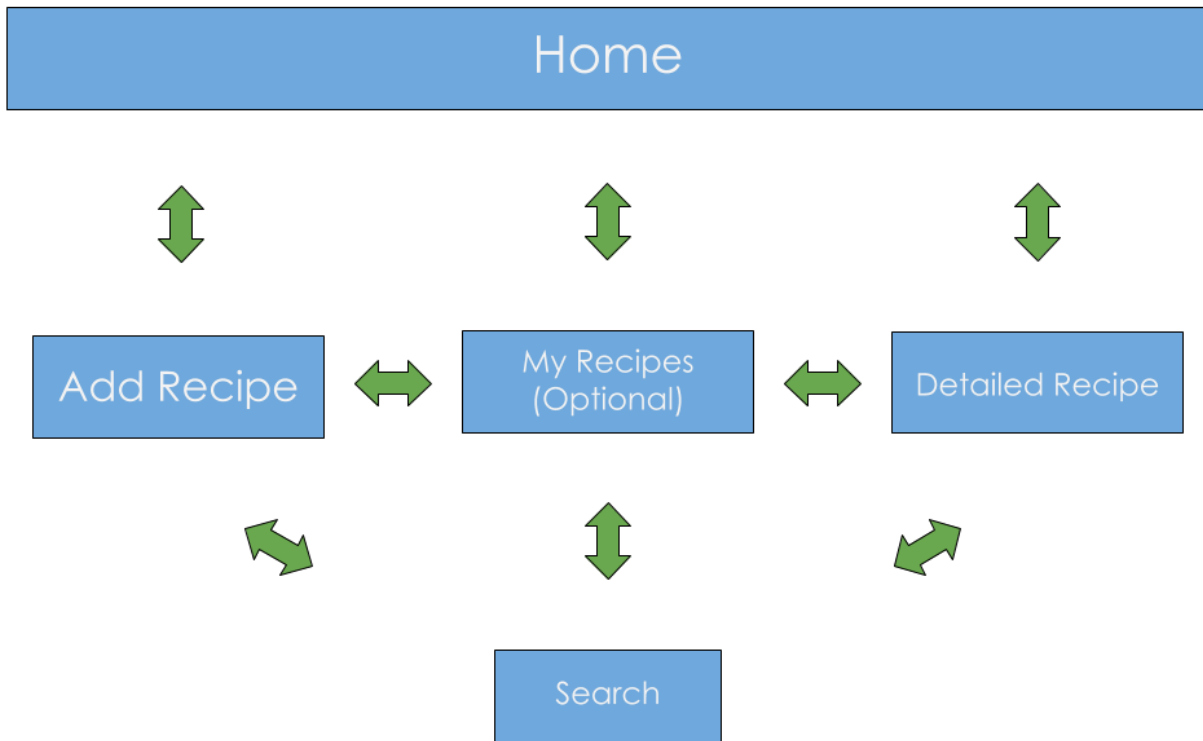 Home
Add Recipe
My Recipes
(Optional)
Detailed Recipe
Search